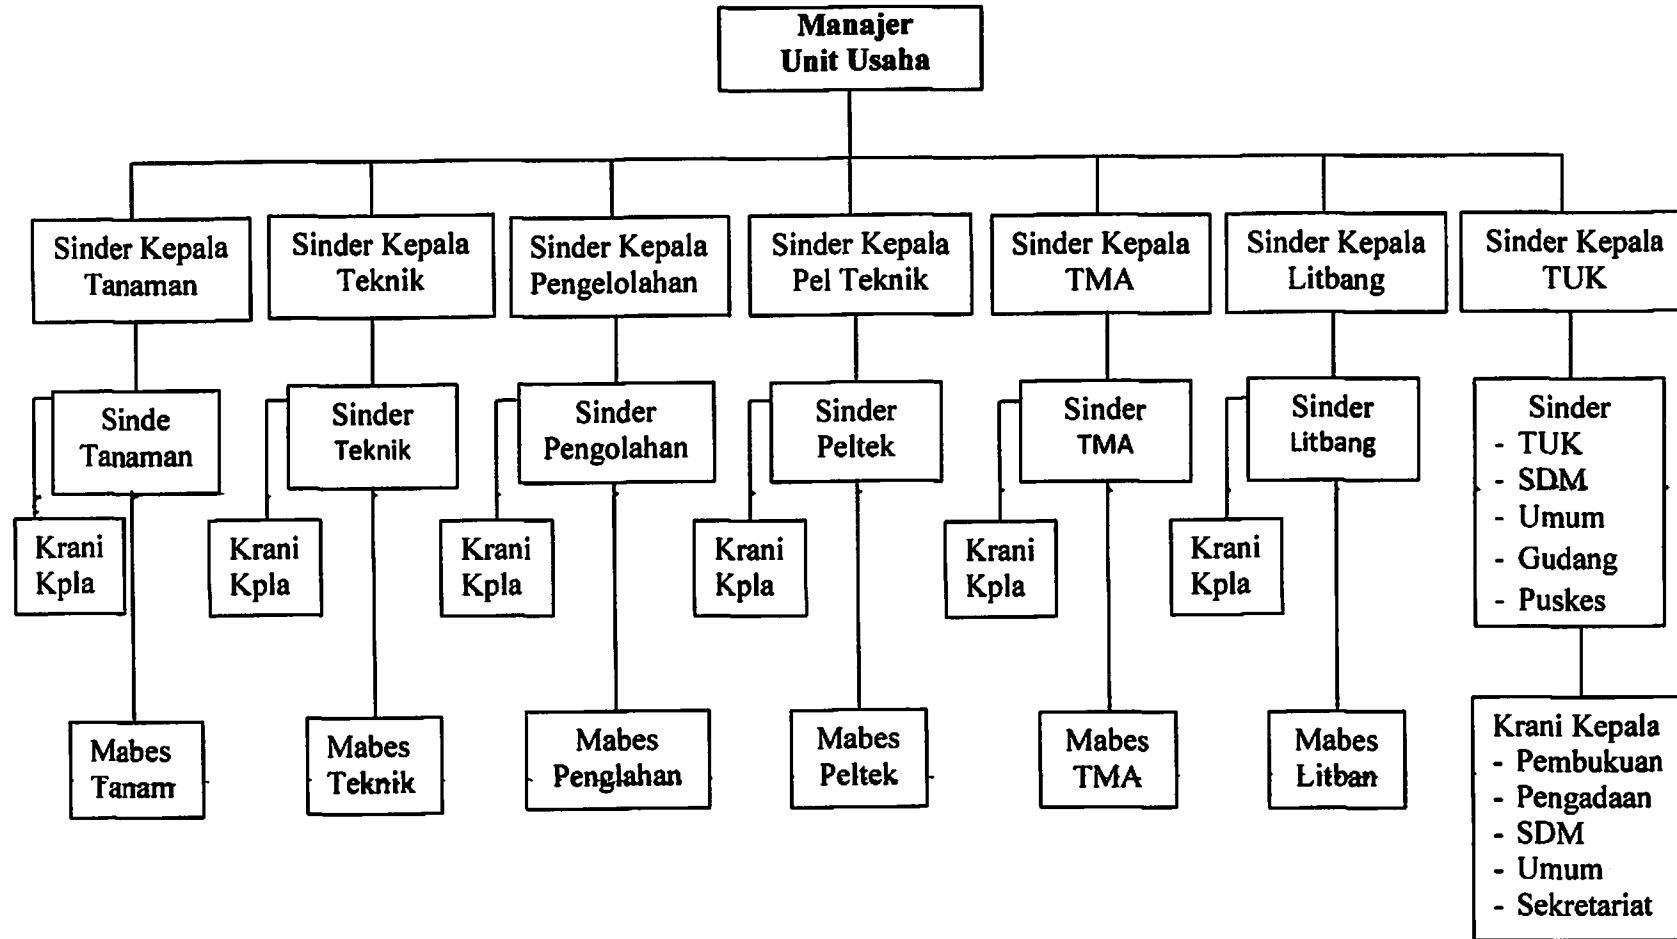 Manajer
Unit Usaha
Sinder Kepala
Tanaman
Sinder Kepala
Teknik
Sinder Kepala
Pengelolahan
Sinder Kepala
Pel Teknik
Sinder Kepala
TMA
Sinder Kepala
Litbang
Sinder Kepala
TUK
Sinde
Tanaman
Sinder
Teknik
Sinder
Pengolahan
Sinder
Peltek
Sinder
TMA
Sinder
Litbang
Sinder
- TUK
- SDM
- Umum
- Gudang
- Puskes
Krani
Kpla
Krani
Kpla
Krani
Kpla
Krani
Kpla
Krani
Kpla
Krani
Kpla
Mabes
Tanam
Mabes
Teknik
Mabes
Penglahan
Mabes
Peltek
Mabes
TMA
Mabes
Litban
Krani Kepala
- Pembukuan
- Pengadaan
- SDM
- Umum
- Sekretariat